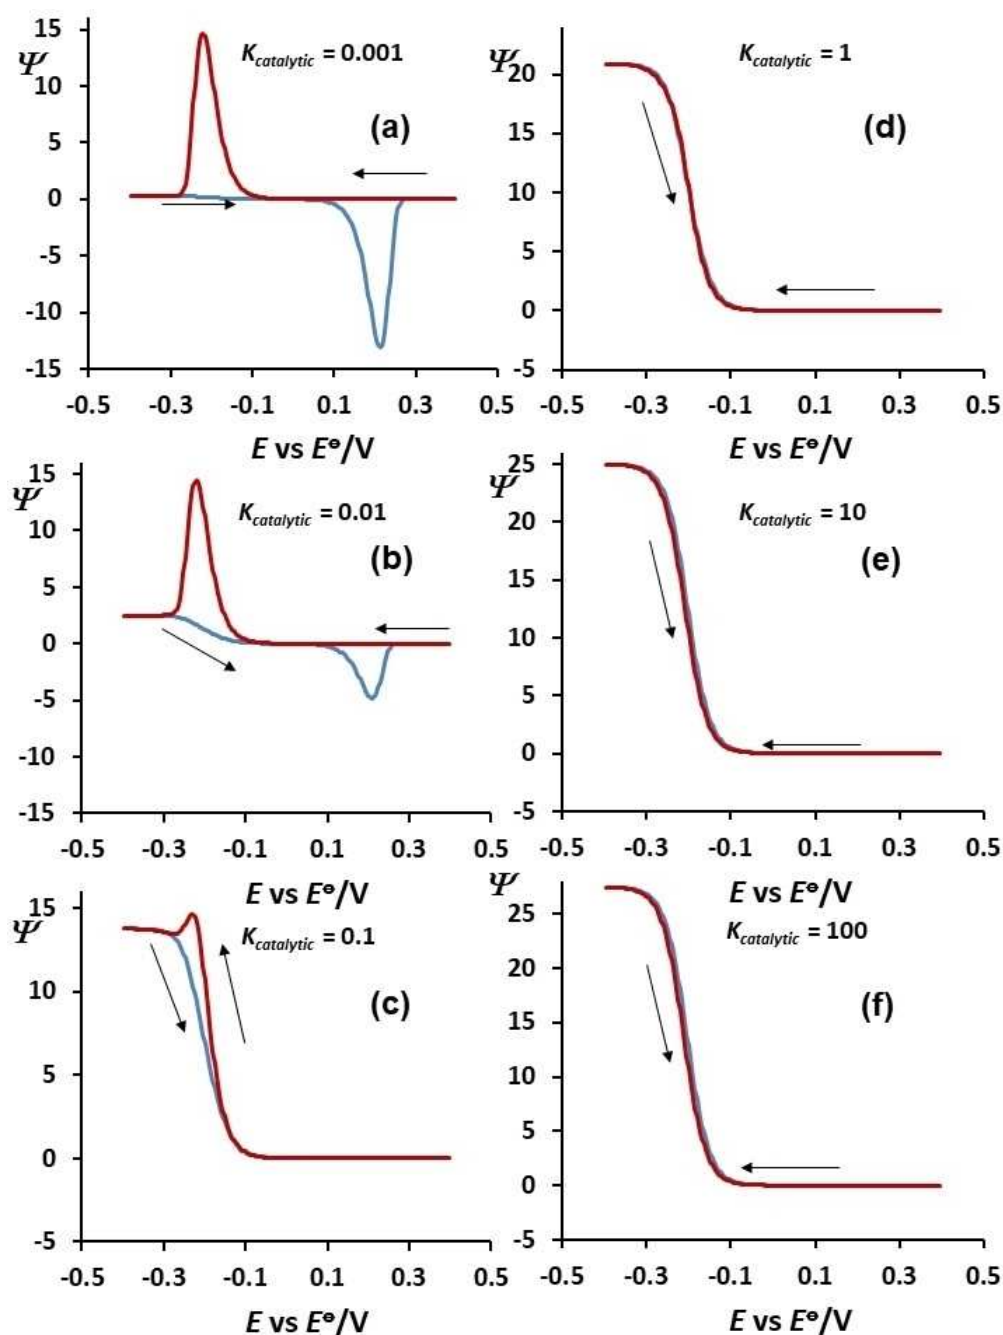 Ψ
15
10
5
0
-5
-10
-15
K_catalytic = 0.001
(a)
-0.5 -0.3 -0.1 0.1 0.3 0.5
E vs E⊖/V
Ψ
20
15
10
5
0
-5
K_catalytic = 1
(d)
-0.5 -0.3 -0.1 0.1 0.3 0.5
E vs E⊖/V
Ψ
15
10
5
0
-5
-10
-15
K_catalytic = 0.01
(b)
-0.5 -0.3 -0.1 0.1 0.3 0.5
E vs E⊖/V
Ψ
25
20
15
10
5
0
-5
K_catalytic = 10
(e)
-0.5 -0.3 -0.1 0.1 0.3 0.5
E vs E⊖/V
Ψ
15
10
5
0
-5
K_catalytic = 0.1
(c)
-0.5 -0.3 -0.1 0.1 0.3 0.5
E vs E⊖/V
Ψ
25
20
15
10
5
0
-5
K_catalytic = 100
(f)
-0.5 -0.3 -0.1 0.1 0.3 0.5
E vs E⊖/V